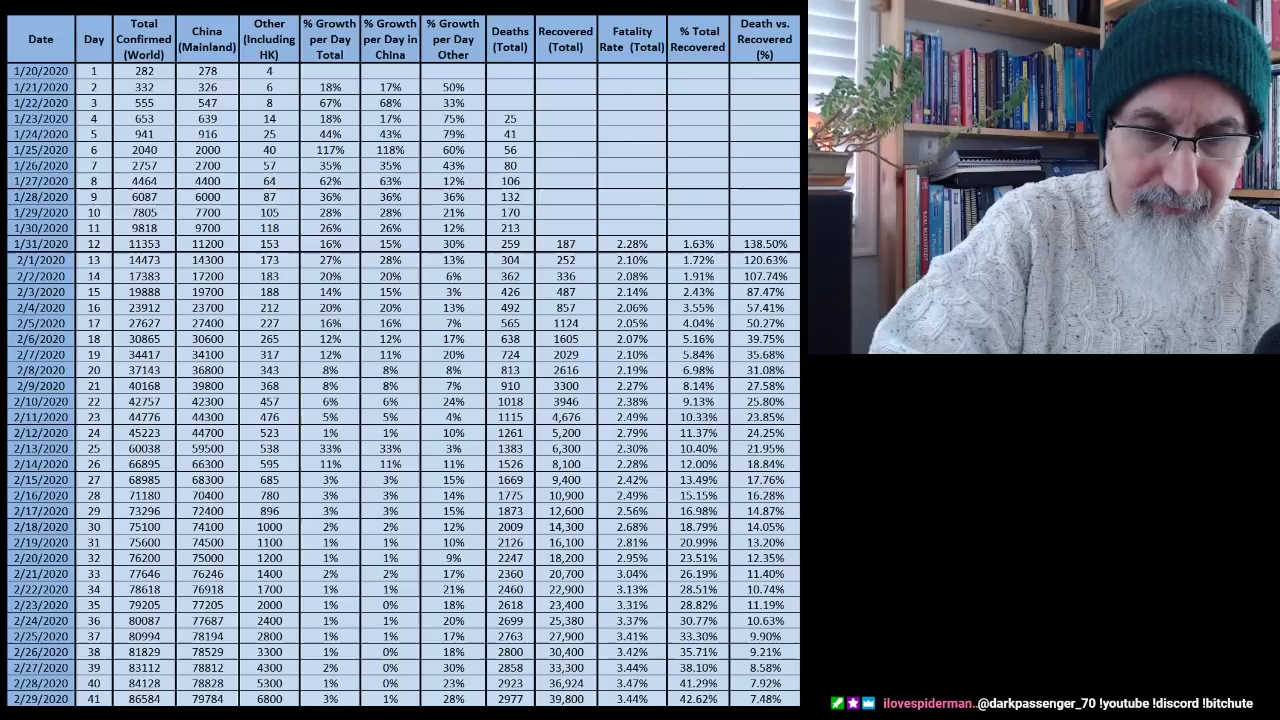 Date Day Total Confirmed (World) China (Mainland) Other (Including HK) % Growth per Day Total % Growth per Day in China % Growth per Day Other Deaths (Total) Recovered (Total) Fatality Rate (Total) % Total Recovered Death vs. Recovered (%)
1/20/2020 1 282 278 4
1/21/2020 2 332 326 6 18% 17% 50%
1/22/2020 3 555 547 8 67% 68% 33%
1/23/2020 4 653 639 14 18% 17% 75% 25
1/24/2020 5 941 916 25 44% 43% 79% 41
1/25/2020 6 2040 2000 40 117% 118% 60% 56
1/26/2020 7 2757 2700 57 35% 35% 43% 80
1/27/2020 8 4464 4400 64 62% 63% 12% 106
1/28/2020 9 6087 6000 87 36% 36% 36% 132
1/29/2020 10 7805 7700 105 28% 28% 21% 170
1/30/2020 11 9818 9700 118 26% 26% 12% 213
1/31/2020 12 11353 11200 153 16% 15% 30% 259 187 2.28% 1.63% 138.50%
2/1/2020 13 14473 14300 173 27% 28% 13% 304 252 2.10% 1.72% 120.63%
2/2/2020 14 17383 17200 183 20% 20% 6% 362 336 2.08% 1.91% 107.74%
2/3/2020 15 19888 19700 188 14% 15% 3% 426 487 2.14% 2.43% 87.47%
2/4/2020 16 23912 23700 212 20% 20% 13% 492 857 2.06% 3.55% 57.41%
2/5/2020 17 27627 27400 227 16% 16% 7% 565 1124 2.05% 4.04% 50.27%
2/6/2020 18 30865 30600 265 12% 12% 17% 638 1605 2.07% 5.16% 39.75%
2/7/2020 19 34417 34100 317 12% 11% 20% 724 2029 2.10% 5.84% 35.68%
2/8/2020 20 37143 36800 343 8% 8% 8% 813 2616 2.19% 6.98% 31.08%
2/9/2020 21 40168 39800 368 8% 8% 7% 910 3300 2.27% 8.14% 27.58%
2/10/2020 22 42757 42300 457 6% 6% 24% 1018 3946 2.38% 9.13% 25.80%
2/11/2020 23 44776 44300 476 5% 5% 4% 1115 4,676 2.49% 10.33% 23.85%
2/12/2020 24 45223 44700 523 1% 1% 10% 1261 5,200 2.79% 11.37% 24.25%
2/13/2020 25 60038 59500 538 33% 33% 3% 1383 6,300 2.30% 10.40% 21.95%
2/14/2020 26 66895 66300 595 11% 11% 11% 1526 8,100 2.28% 12.00% 18.84%
2/15/2020 27 68985 68300 685 3% 3% 15% 1669 9,400 2.42% 13.49% 17.76%
2/16/2020 28 71180 70400 780 3% 3% 14% 1775 10,900 2.49% 15.15% 16.28%
2/17/2020 29 73296 72400 896 3% 3% 15% 1873 12,600 2.56% 16.98% 14.87%
2/18/2020 30 75100 74100 1000 2% 2% 12% 2009 14,300 2.68% 18.79% 14.05%
2/19/2020 31 75600 74500 1100 1% 1% 10% 2126 16,100 2.81% 20.99% 13.20%
2/20/2020 32 76200 75000 1200 1% 1% 9% 2247 18,200 2.95% 23.51% 12.35%
2/21/2020 33 77646 76246 1400 2% 2% 17% 2360 20,700 3.04% 26.19% 11.40%
2/22/2020 34 78618 76918 1700 1% 1% 21% 2460 22,900 3.13% 28.51% 10.74%
2/23/2020 35 79205 77205 2000 1% 0% 18% 2618 23,400 3.31% 28.82% 11.19%
2/24/2020 36 80087 77687 2400 1% 1% 20% 2699 25,380 3.37% 30.77% 10.63%
2/25/2020 37 80994 78194 2800 1% 1% 17% 2763 27,900 3.41% 33.30% 9.90%
2/26/2020 38 81829 78529 3300 1% 0% 18% 2800 30,400 3.42% 35.71% 9.21%
2/27/2020 39 83112 78812 4300 2% 0% 30% 2858 33,300 3.44% 38.10% 8.58%
2/28/2020 40 84128 78828 5300 1% 0% 23% 2923 36,924 3.47% 41.29% 7.92%
2/29/2020 41 86584 79784 6800 3% 1% 28% 2977 39,800 3.44% 42.62% 7.48%
ilovespiderman..@darkpassenger_70 !youtube !discord !bitchute